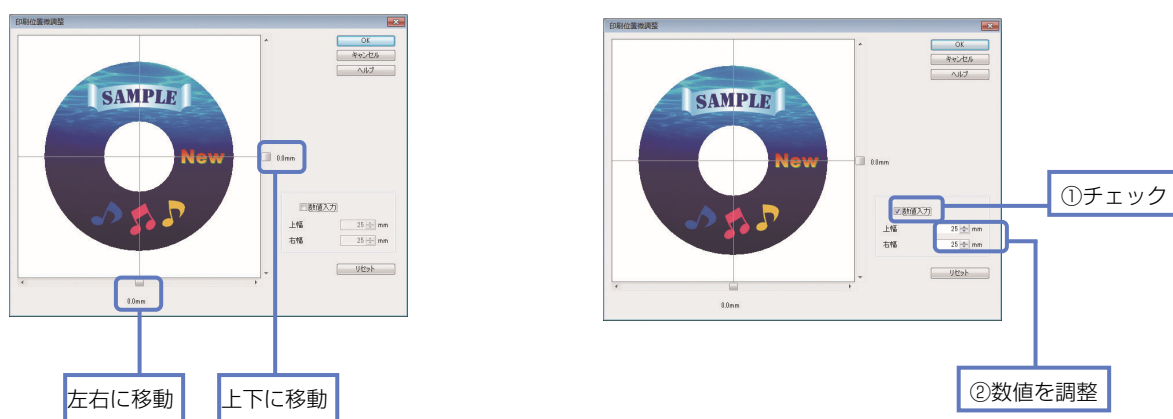 印刷位置微調整
OK
キャンセル
ヘルプ
SAMPLE
New
0.0mm
数値入力
上幅 25 mm
右幅 25 mm
リセット
0.0mm
左右に移動
上下に移動
印刷位置微調整
OK
キャンセル
ヘルプ
SAMPLE
New
0.0mm
数値入力
上幅 25 mm
右幅 25 mm
リセット
0.0mm
①チェック
②数値を調整